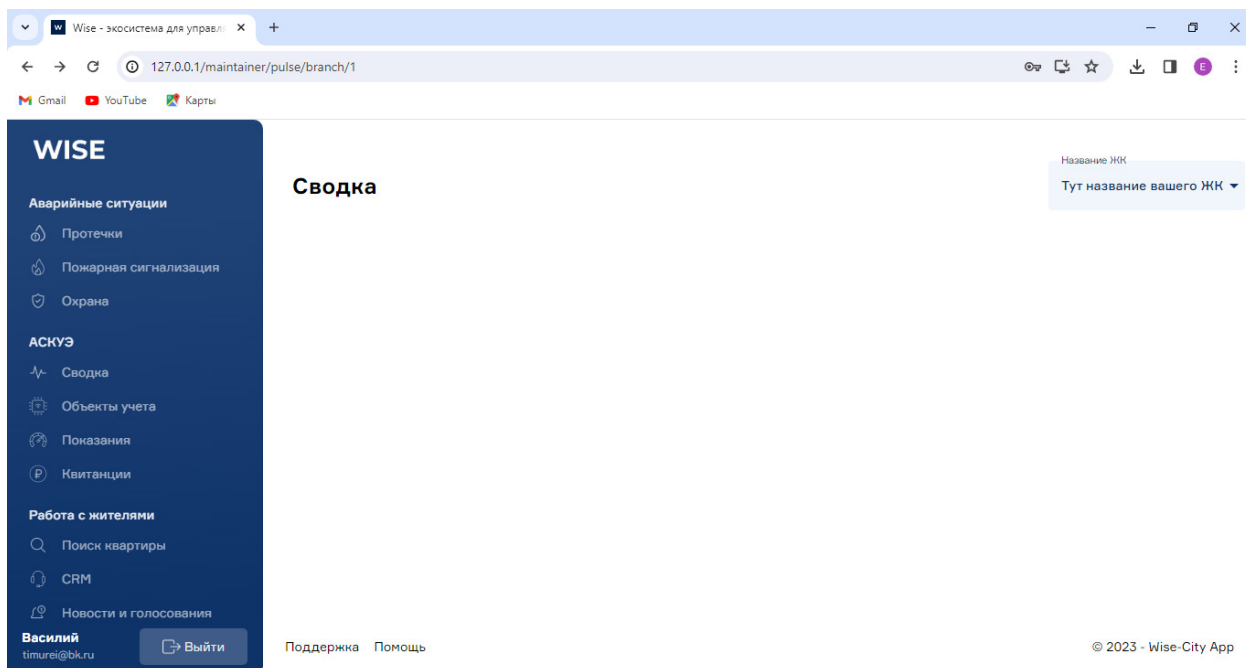 w Wise - экосистема для управл
127.0.0.1/maintainer/pulse/branch/1
E
Gmail YouTube Карты
WISE
Аварийные ситуации
Протечки
Пожарная сигнализация
Охрана
АСКУЭ
Сводка
Объекты учета
Показания
Квитанции
Работа с жителями
Поиск квартиры
CRM
Новости и голосования
Василий
timurei@bk.ru
Выйти
Сводка
Название ЖК
Тут название вашего ЖК
Поддержка Помощь
© 2023 - Wise-City App